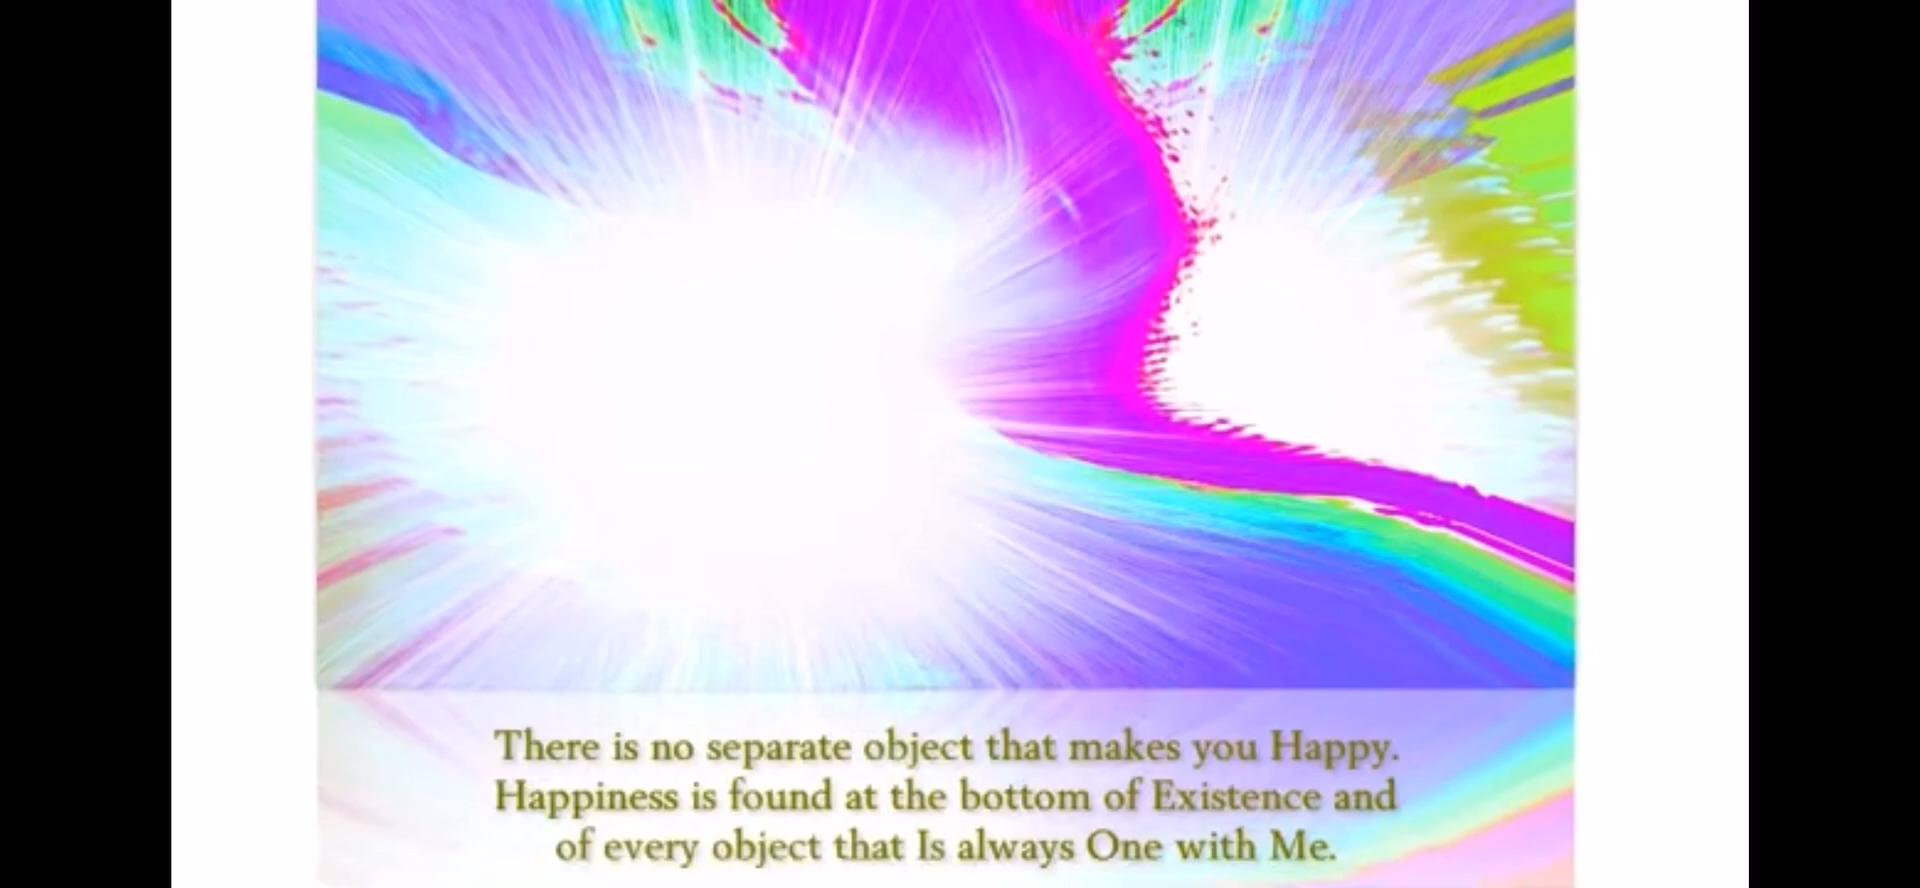 There is no separate object that makes you Happy.
Happiness is found at the bottom of Existence and
of every object that Is always One with Me.